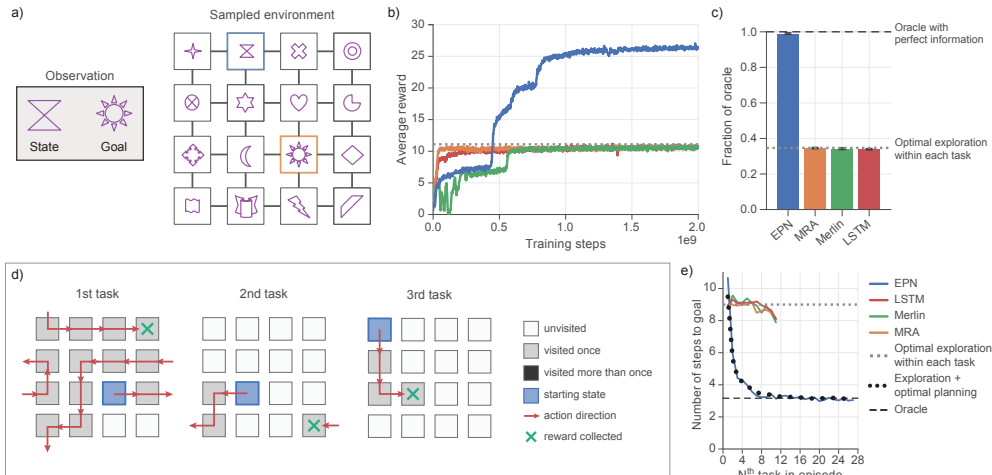 a)
Sampled environment
Observation
State
Goal
b)
Average reward
30
25
20
15
10
5
0
0.0
0.5
1.0
1.5
2.0
1e9
Training steps
c)
Fraction of oracle
1.0
0.8
0.6
0.4
0.2
0.0
EPN
MRA
Merlin
LSTM
Oracle with
perfect information
Optimal exploration
within each task
d)
1st task
2nd task
3rd task
unvisited
visited once
visited more than once
starting state
action direction
reward collected
e)
Number of steps to goal
10
8
6
4
2
0
0
4
8
12
16
20
24
28
Nth task in episode
EPN
LSTM
Merlin
MRA
Optimal exploration
within each task
Exploration +
optimal planning
Oracle